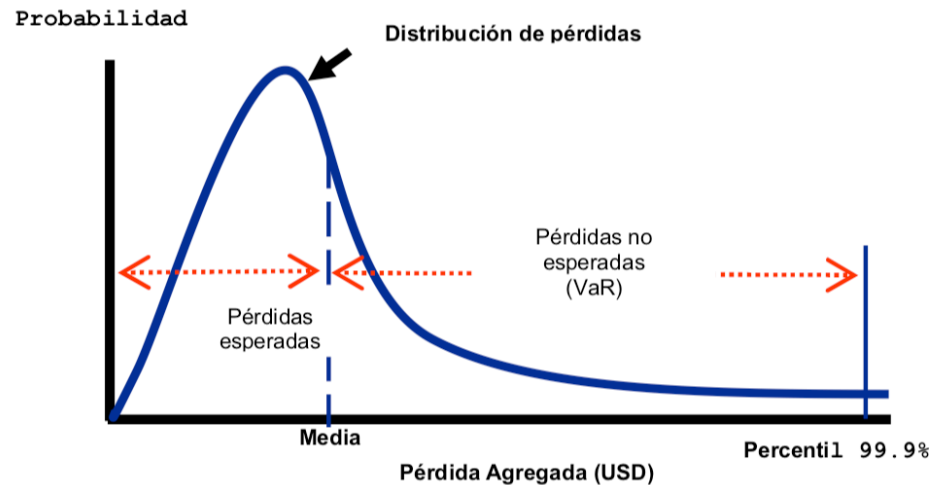 Probabilidad
Distribución de pérdidas
Pérdidas no
esperadas
(VaR)
Pérdidas
esperadas
Media
Percentil 99.9%
Pérdida Agregada (USD)